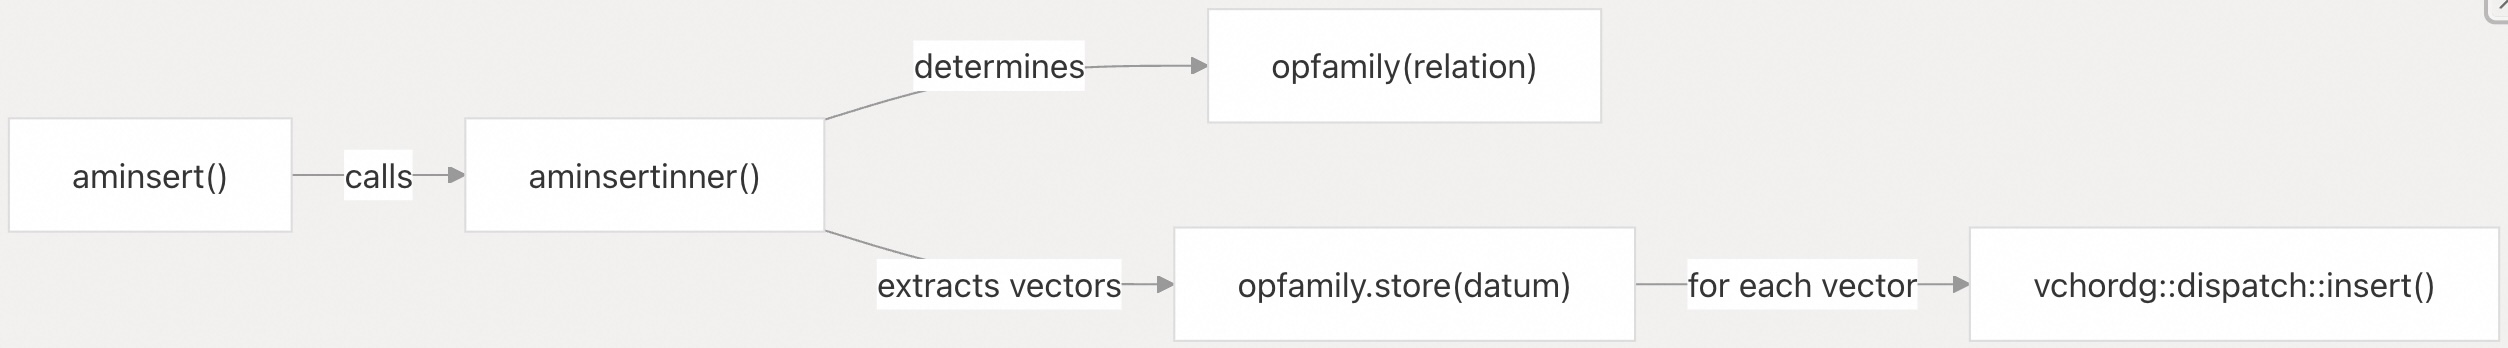 aminsert()
calls
aminsertinner()
determines
opfamily(relation)
extracts vectors
opfamily.store(datum)
for each vector
vchordg::dispatch::insert()